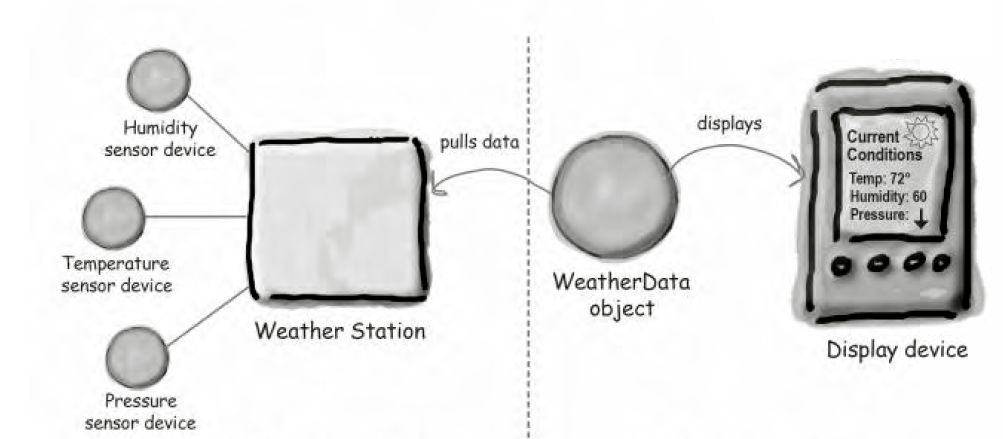 Humidity
sensor device
Temperature
sensor device
Pressure
sensor device
Weather Station
pulls data
WeatherData
object
displays
Current
Conditions
Temp: 72°
Humidity: 60
Pressure:
Display device